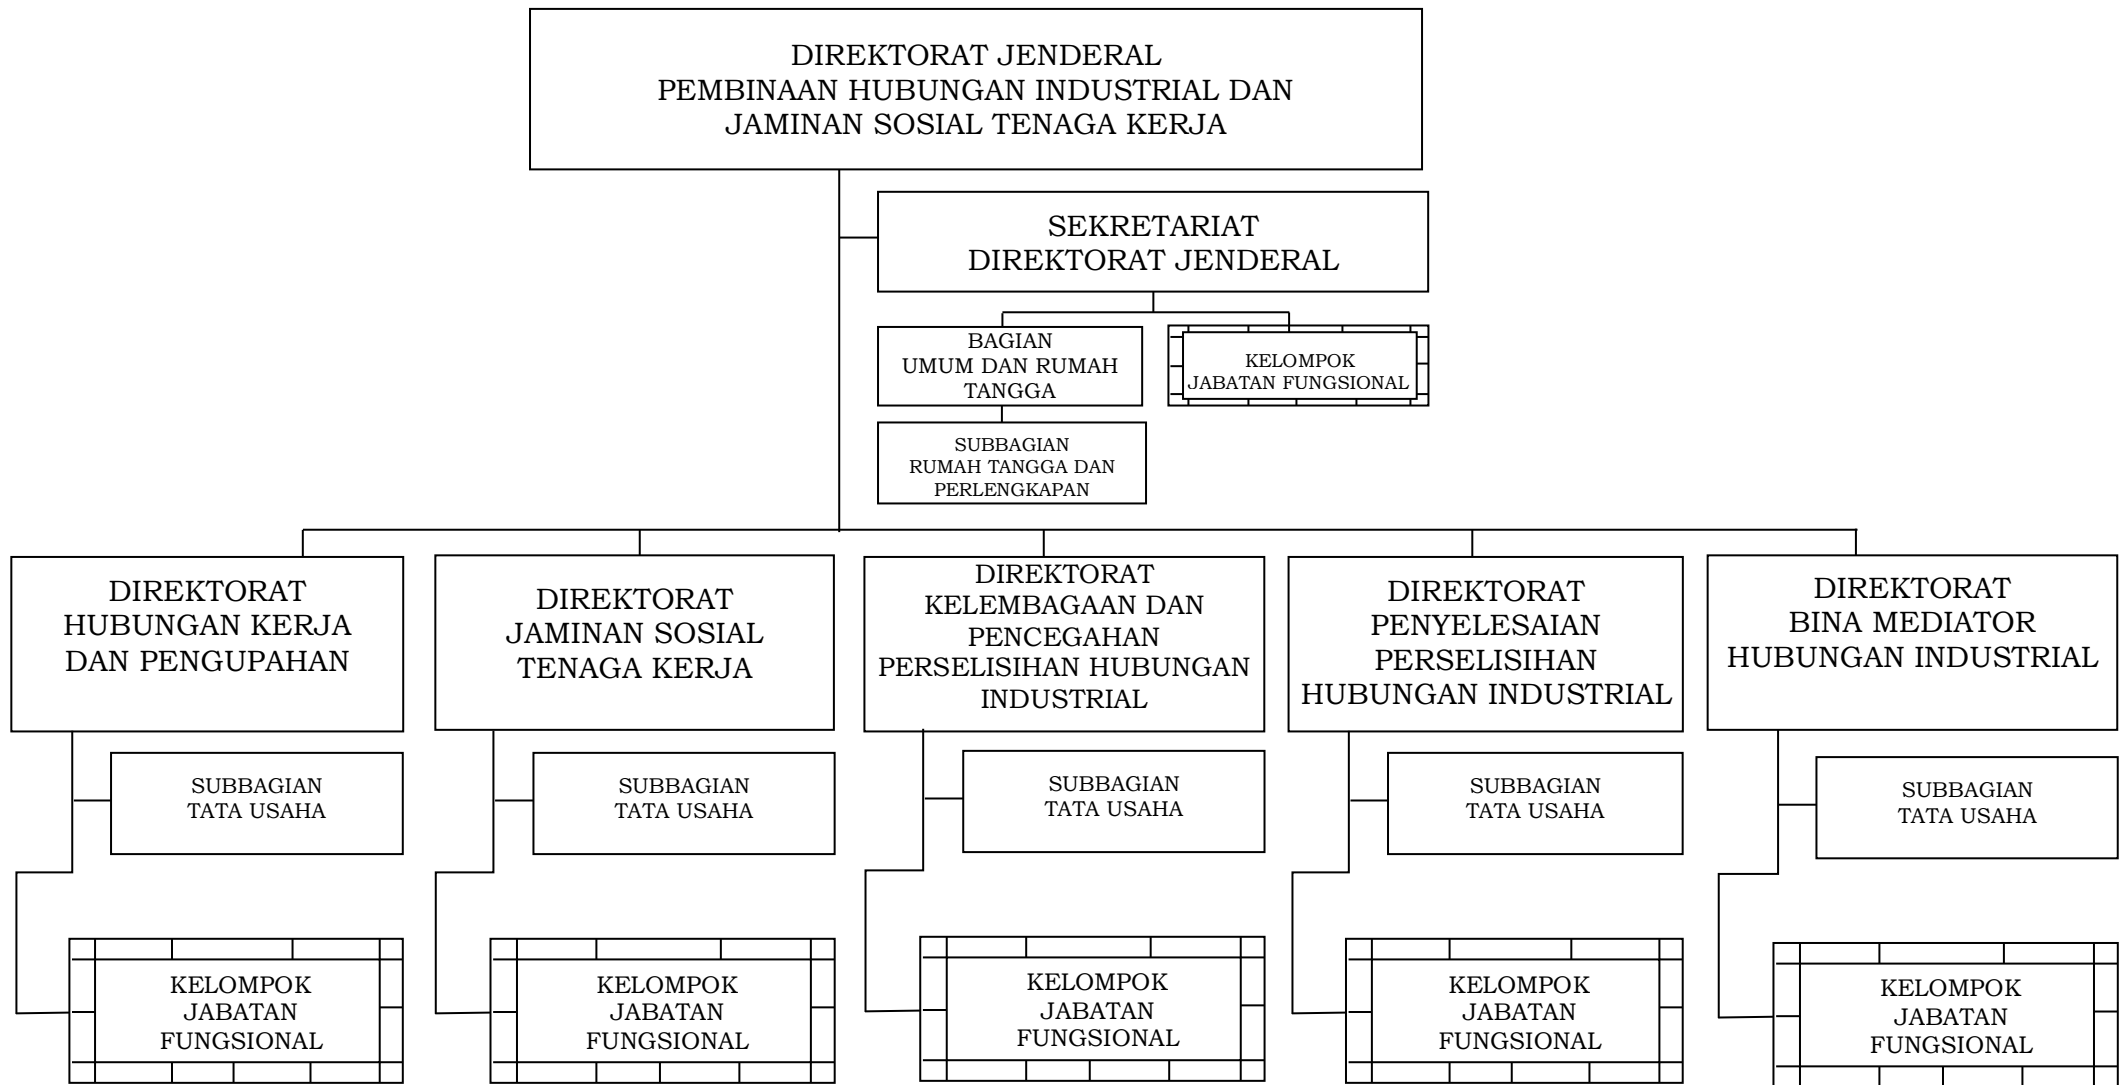 DIREKTORAT JENDERAL
PEMBINAAN HUBUNGAN INDUSTRIAL DAN
JAMINAN SOSIAL TENAGA KERJA
SEKRETARIAT
DIREKTORAT JENDERAL
BAGIAN
UMUM DAN RUMAH
TANGGA
KELOMPOK
JABATAN FUNGSIONAL
SUBBAGIAN
RUMAH TANGGA DAN
PERLENGKAPAN
DIREKTORAT
HUBUNGAN KERJA
DAN PENGUPAHAN
DIREKTORAT
JAMINAN SOSIAL
TENAGA KERJA
DIREKTORAT
KELEMBAGAAN DAN
PENCEGAHAN
PERSELISIHAN HUBUNGAN
INDUSTRIAL
DIREKTORAT
PENYELESAIAN
PERSELISIHAN
HUBUNGAN INDUSTRIAL
DIREKTORAT
BINA MEDIATOR
HUBUNGAN INDUSTRIAL
SUBBAGIAN
TATA USAHA
SUBBAGIAN
TATA USAHA
SUBBAGIAN
TATA USAHA
SUBBAGIAN
TATA USAHA
SUBBAGIAN
TATA USAHA
KELOMPOK
JABATAN
FUNGSIONAL
KELOMPOK
JABATAN
FUNGSIONAL
KELOMPOK
JABATAN
FUNGSIONAL
KELOMPOK
JABATAN
FUNGSIONAL
KELOMPOK
JABATAN
FUNGSIONAL